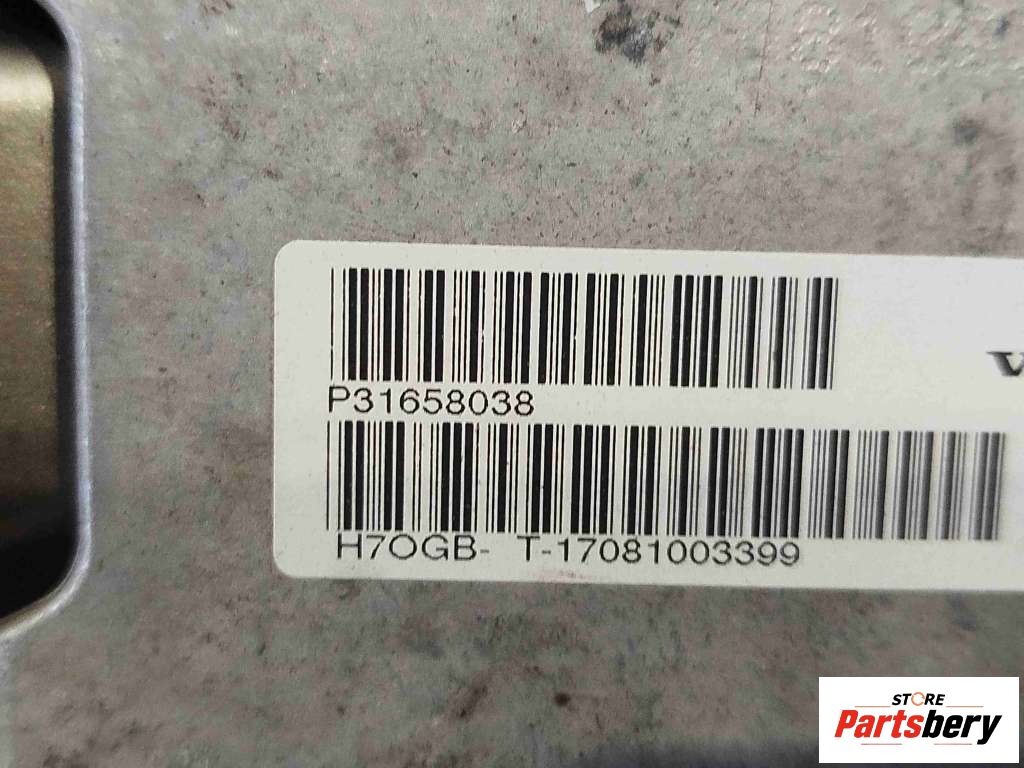 V
P31658038
H7OGB- T-17081003399
STORE
Partsbery